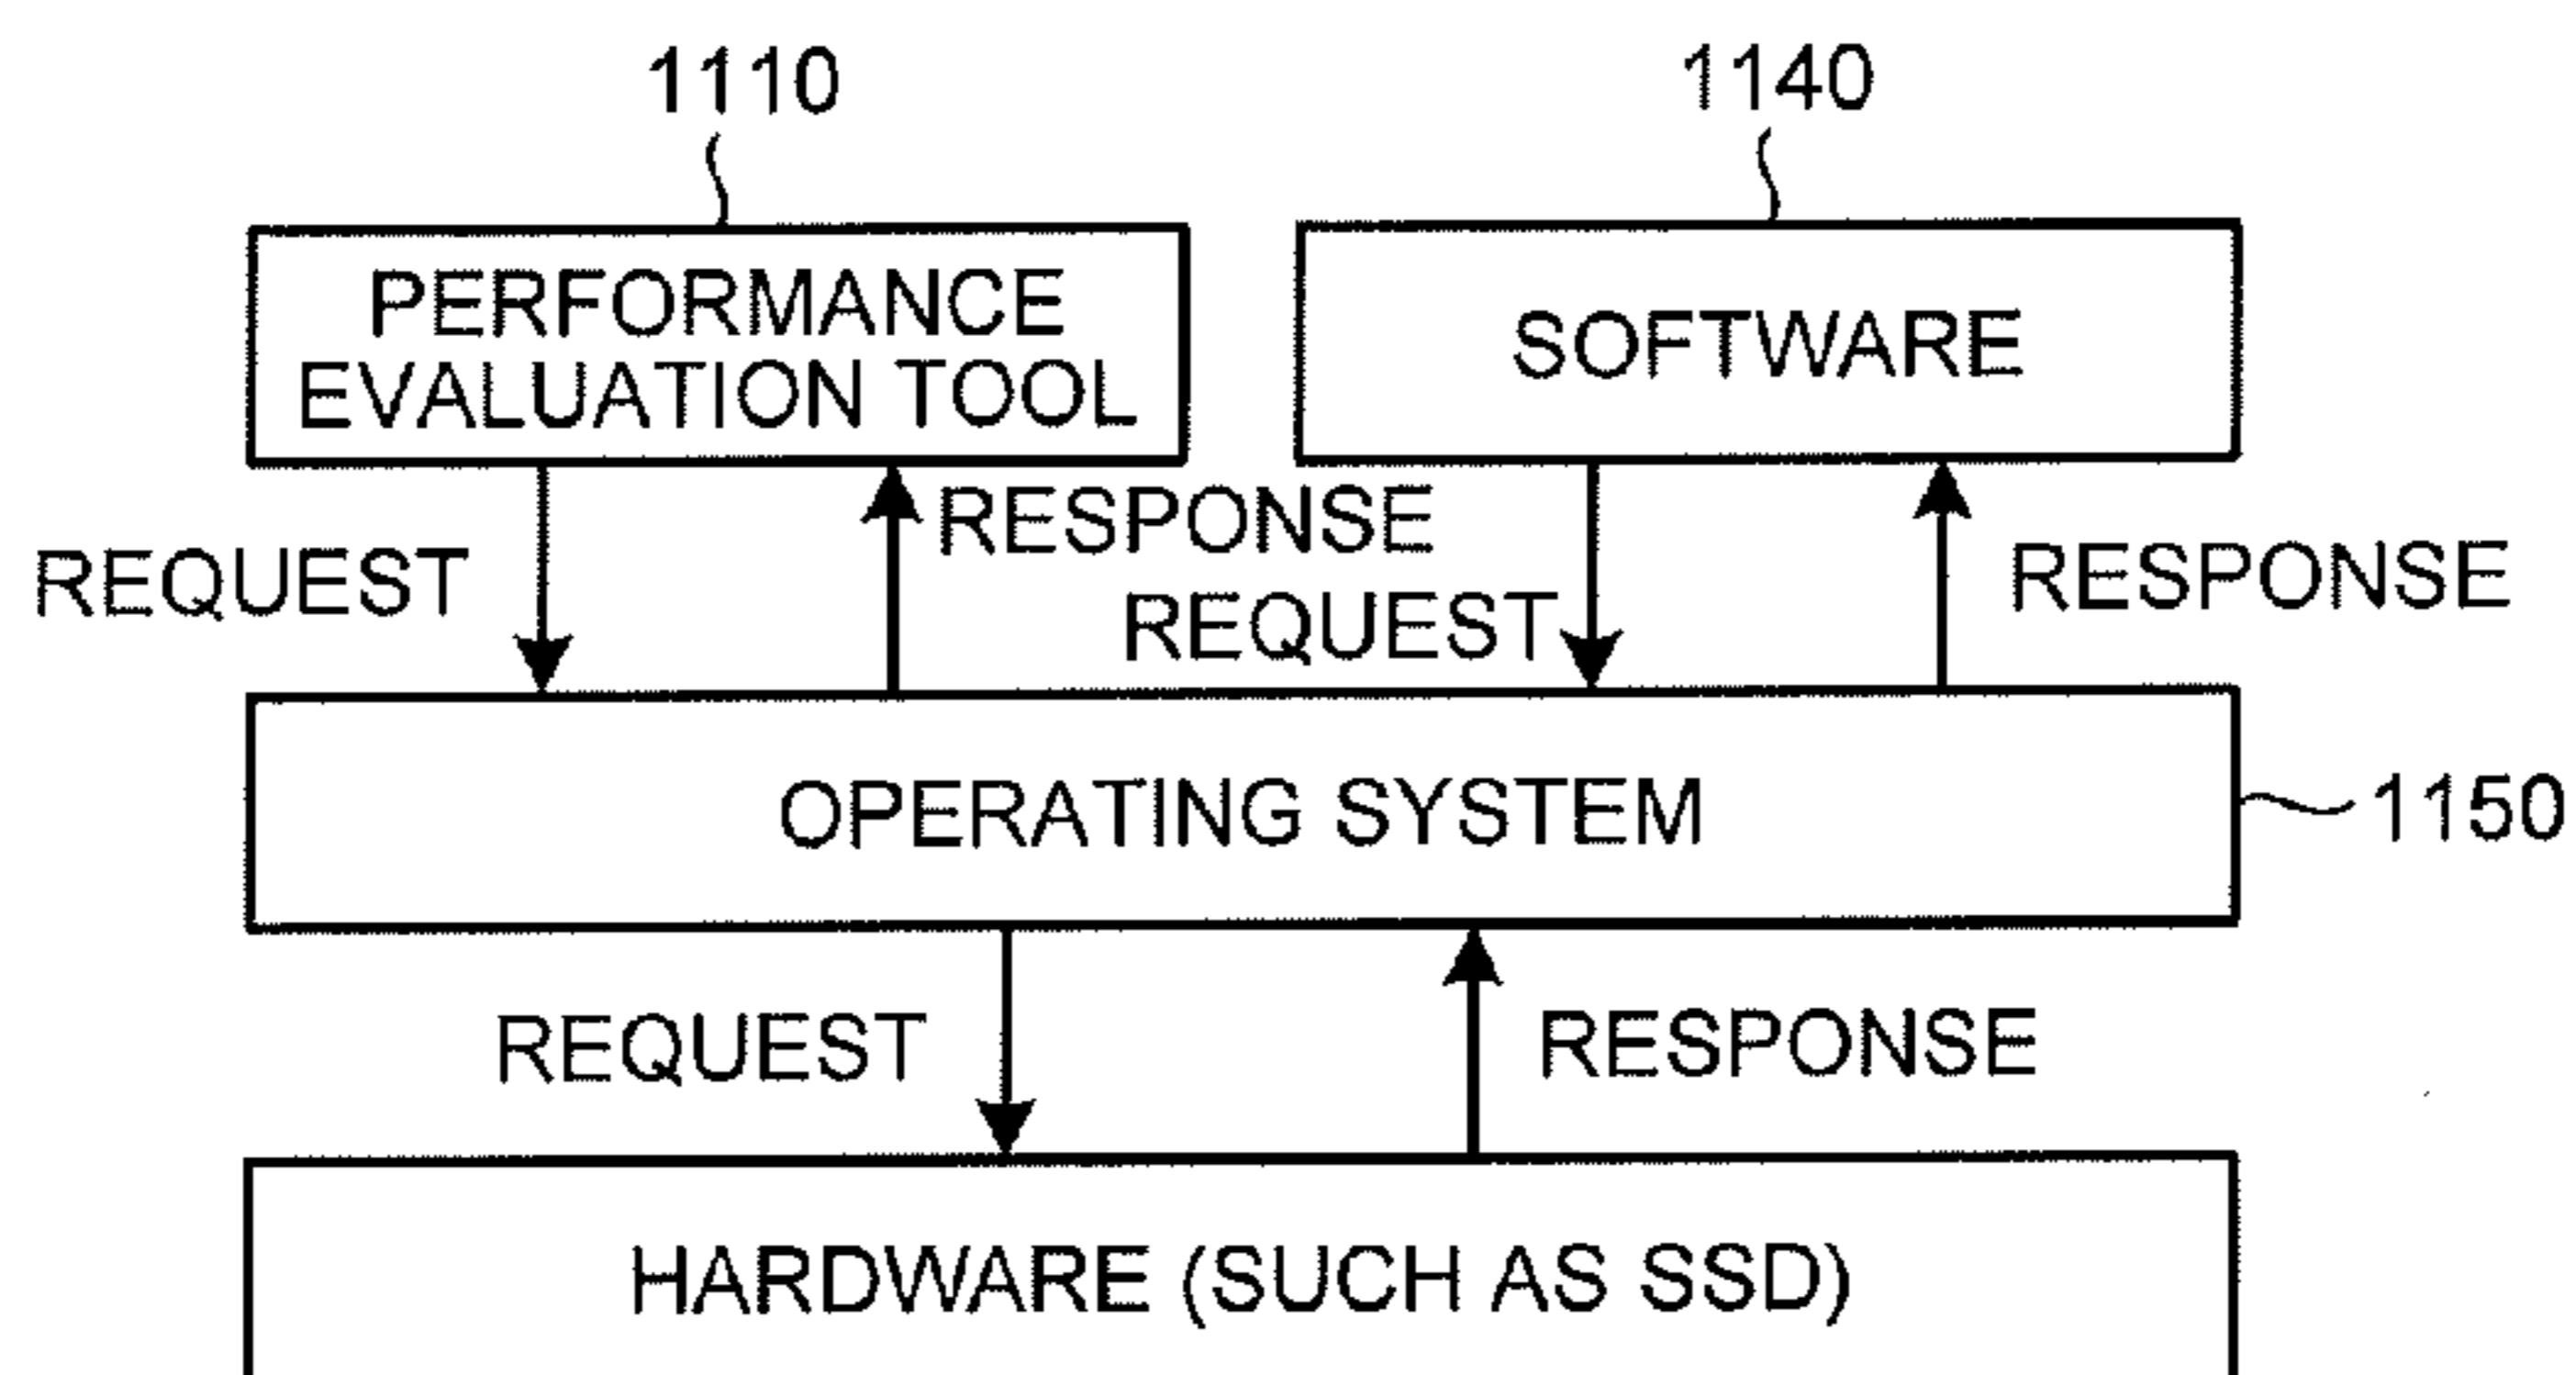 1110
1140
PERFORMANCE
EVALUATION TOOL
SOFTWARE
REQUEST
RESPONSE
REQUEST
RESPONSE
OPERATING SYSTEM
1150
REQUEST
RESPONSE
HARDWARE (SUCH AS SSD)